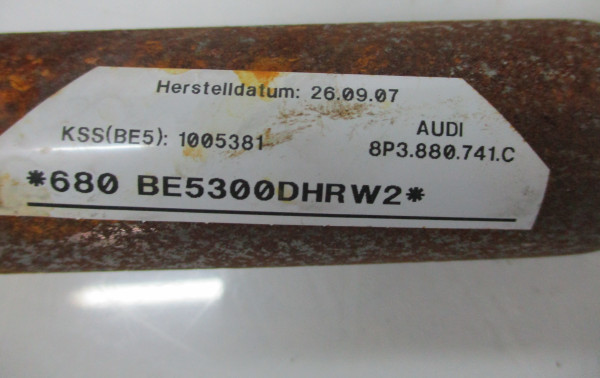 Herstelldatum: 26.09.07
KSS(BE5): 1005381
AUDI
8P3.880.741.C
*680 BE5300DHRW2*